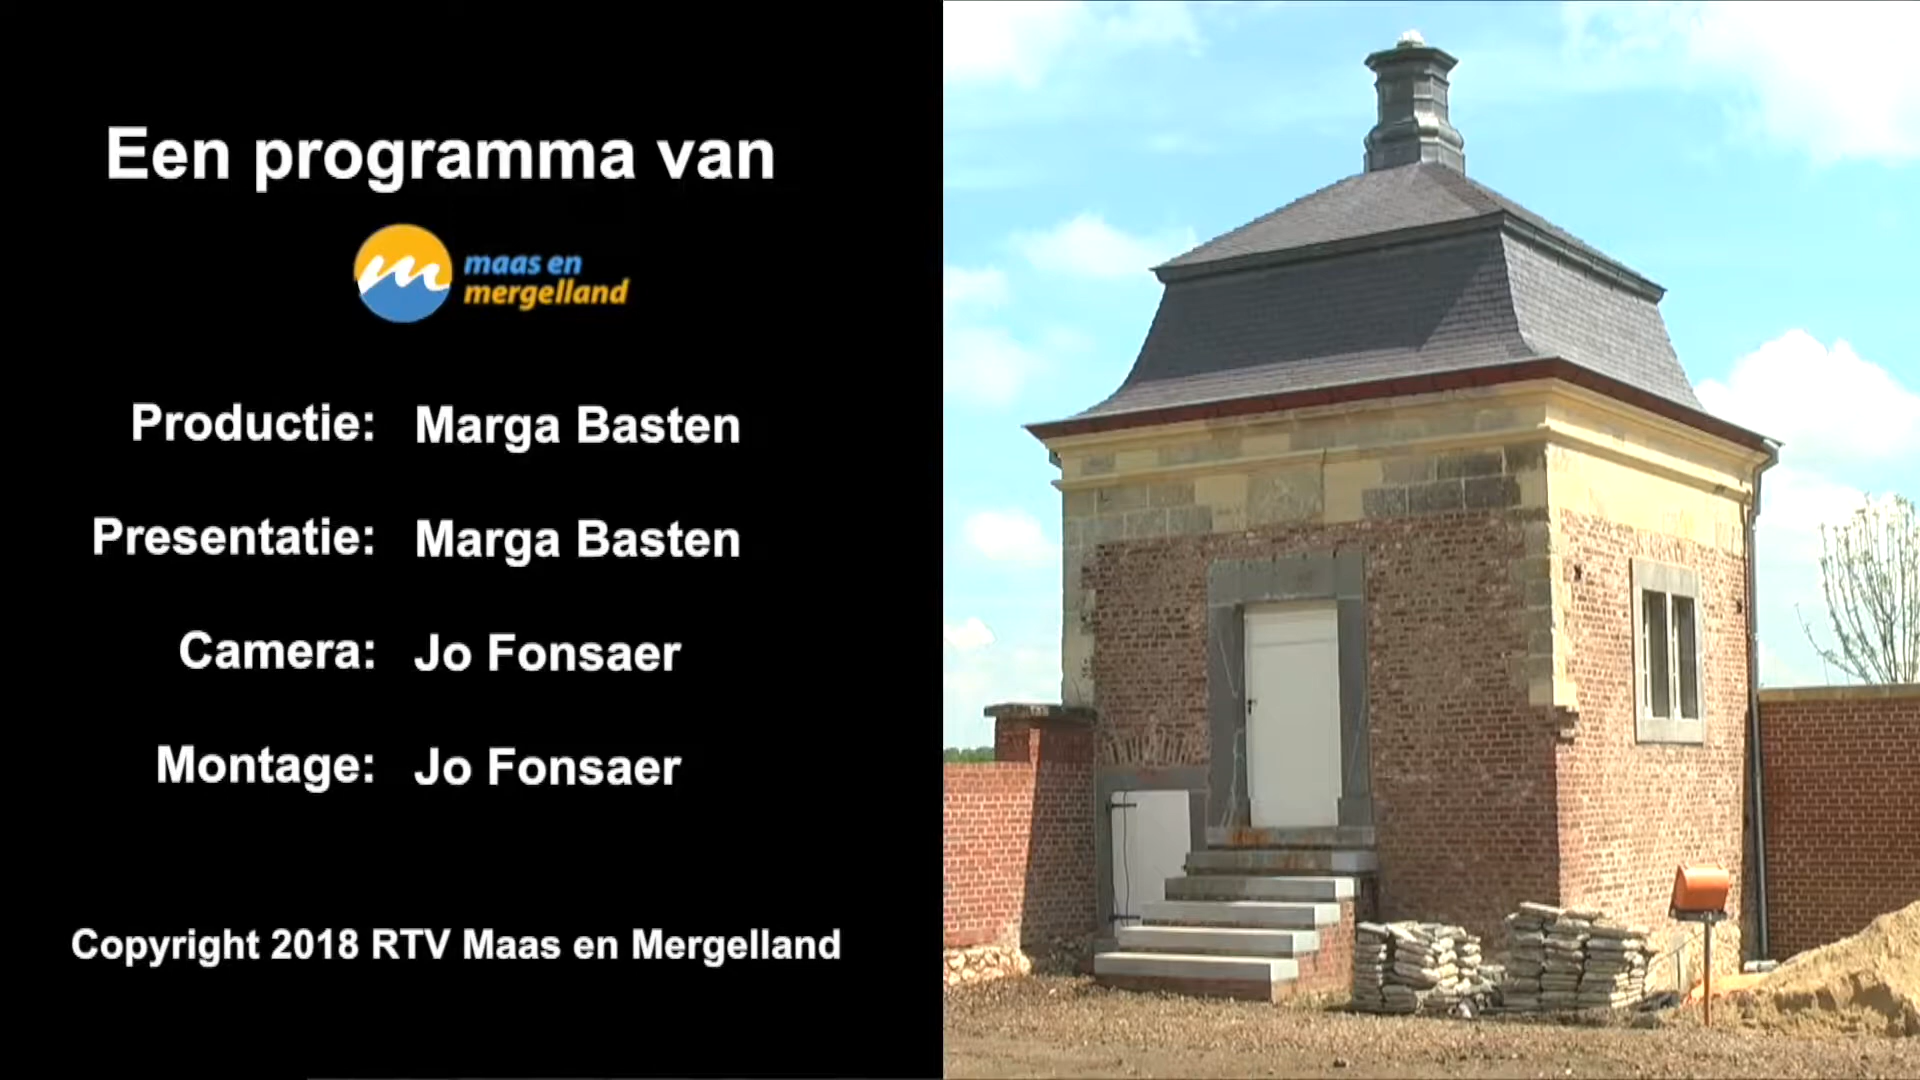 Een programma van
maas en
mergelland
Productie: Marga Basten
Presentatie: Marga Basten
Camera: Jo Fonsaer
Montage: Jo Fonsaer
Copyright 2018 RTV Maas en Mergelland